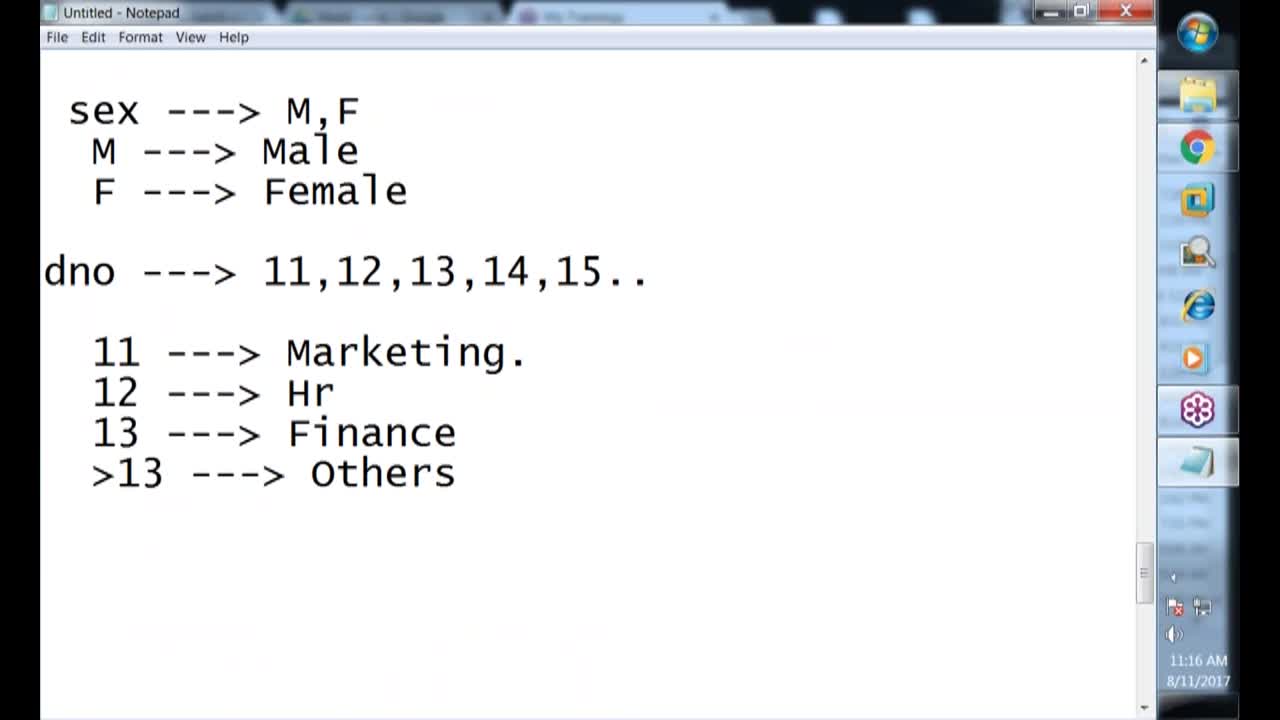 Untitled - Notepad
File Edit Format View Help
sex ---> M,F
M ---> Male
F ---> Female
dno ---> 11,12,13,14,15..
11 ---> Marketing.
12 ---> Hr
13 ---> Finance
>13 ---> Others
11:16 AM
8/11/2017